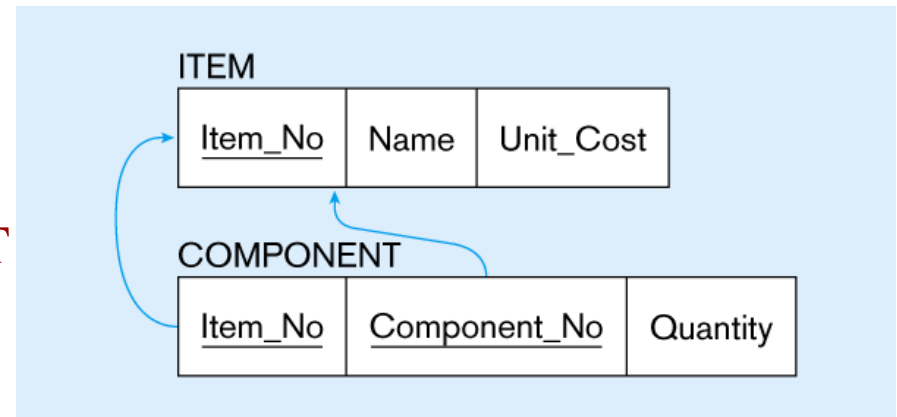 ITEM
Item_No Name Unit_Cost
T
COMPONENT
Item_No Component_No Quantity